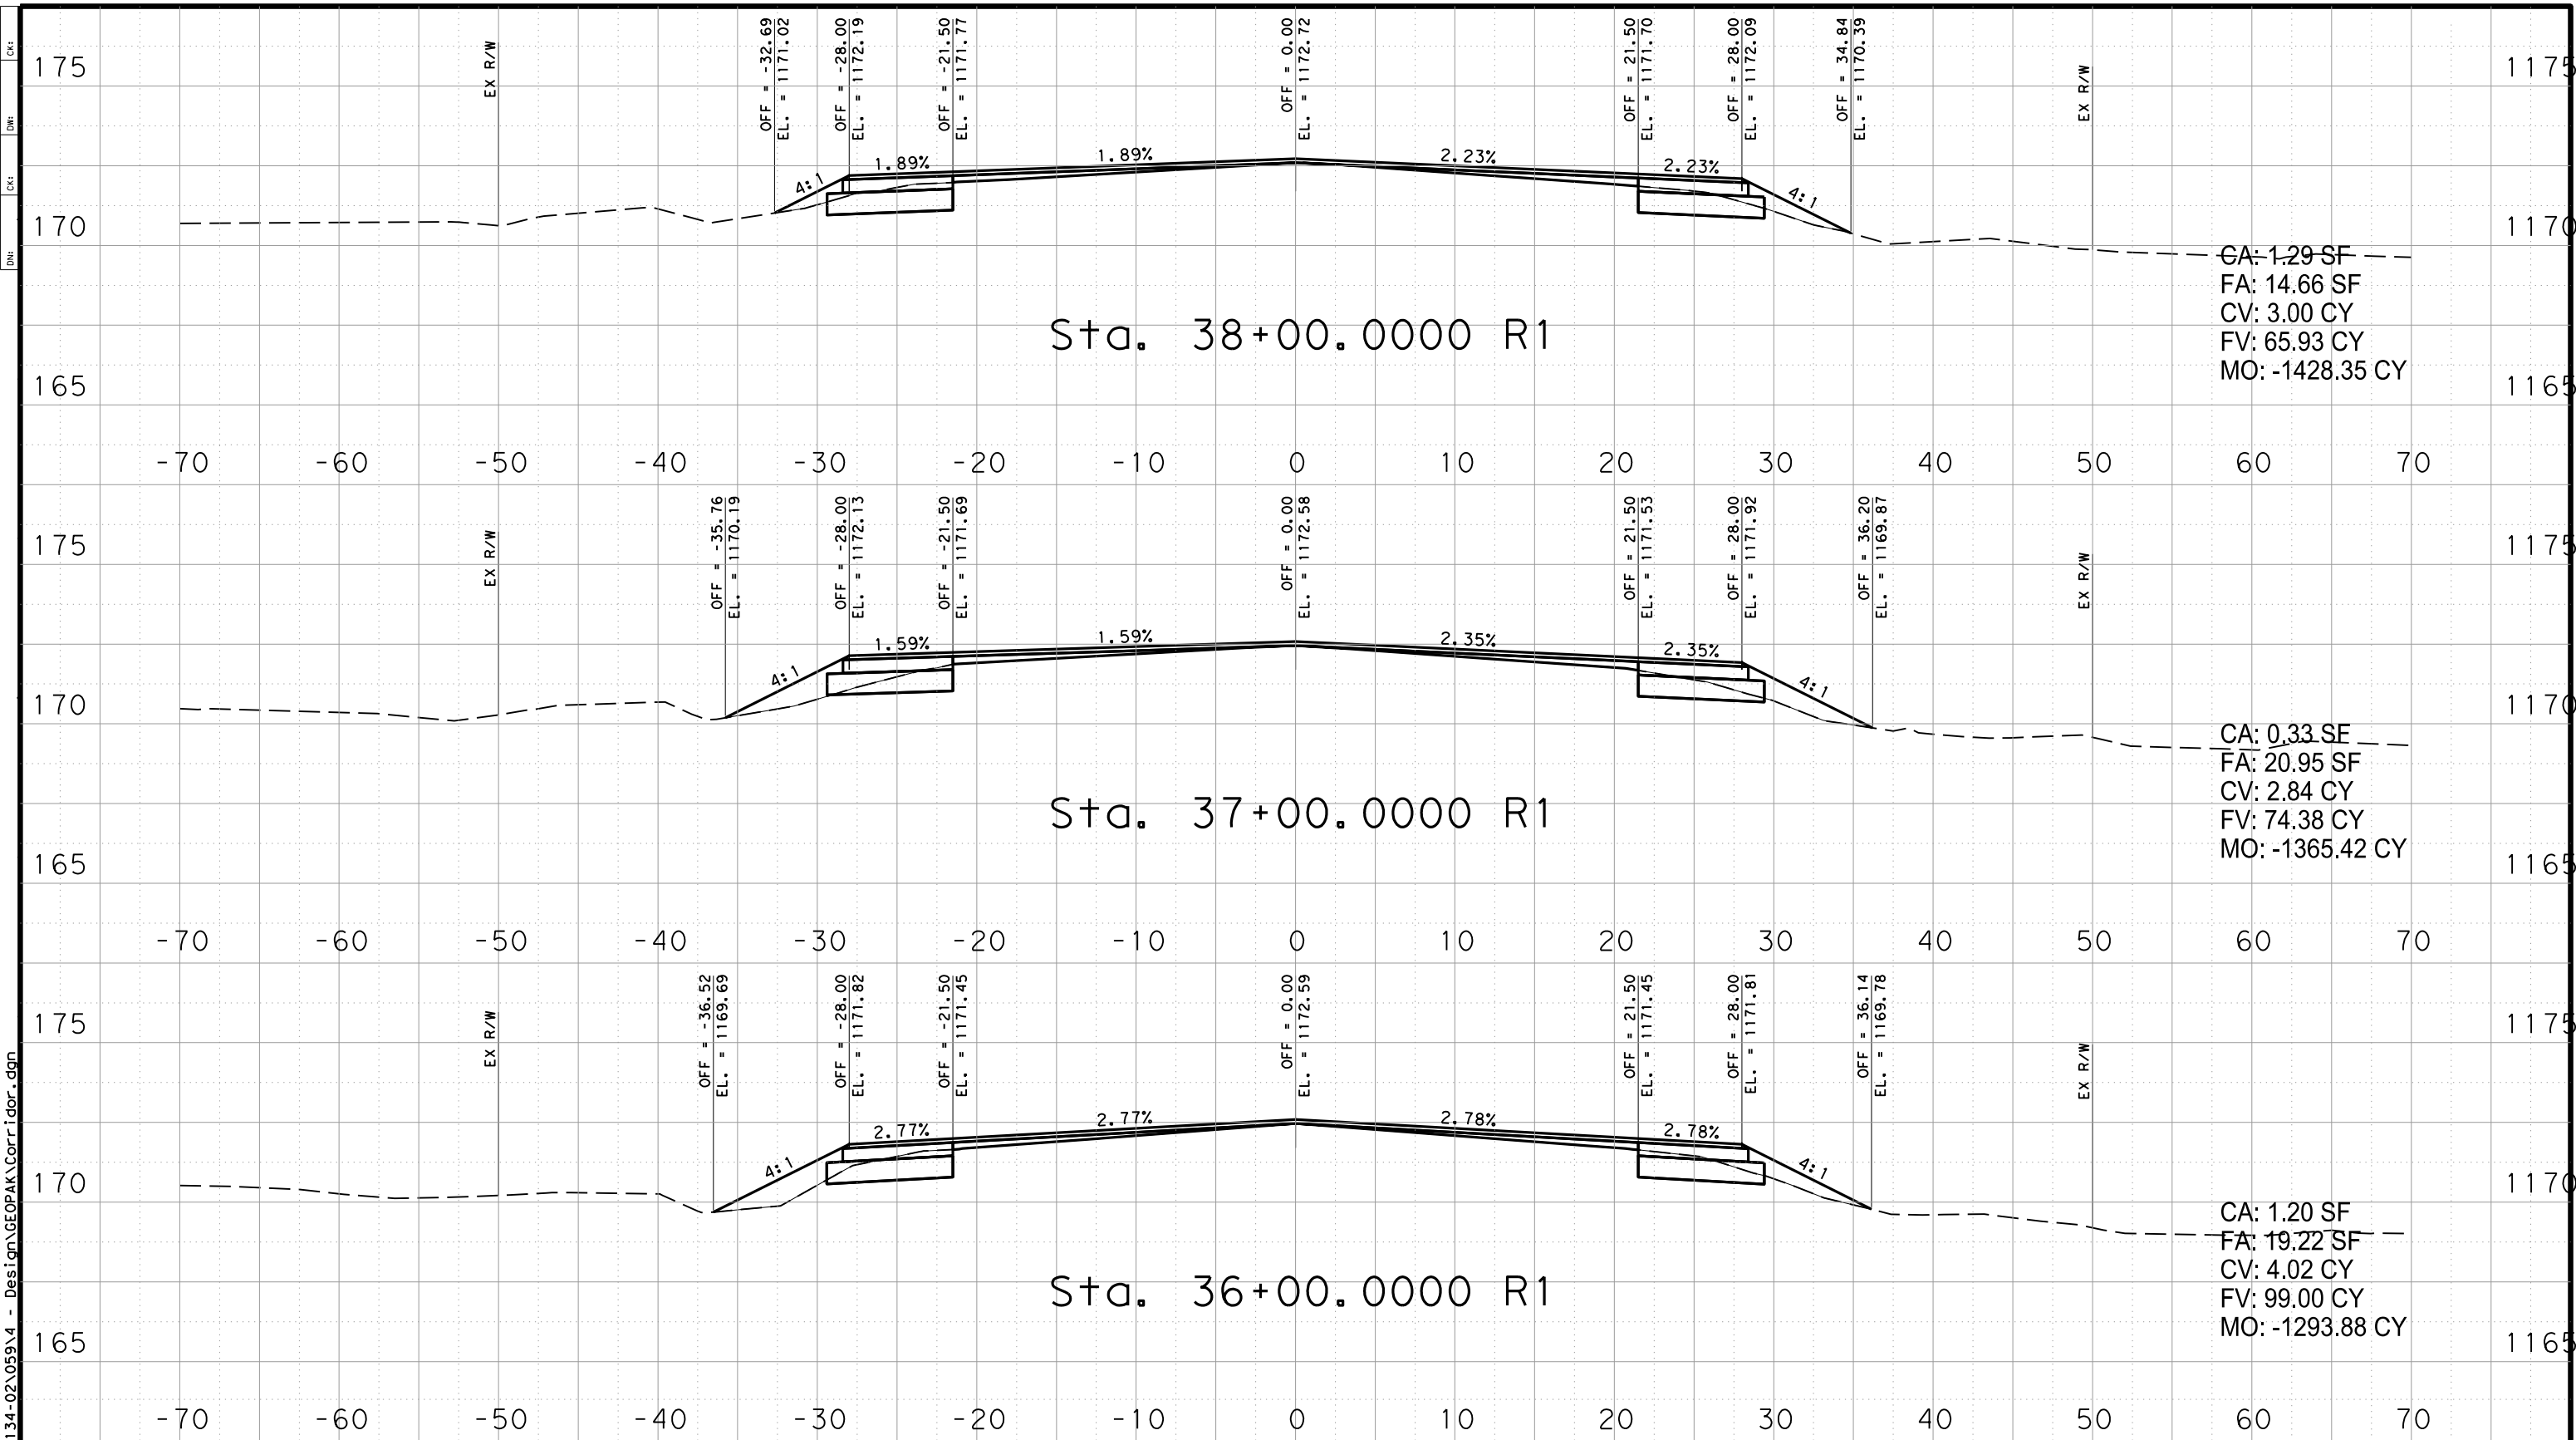 CK:
DW:
CK:
DN:
134-02\059\4 - Design\GEOPAK\Corridor.dgn
EX R/W
OFF = -32.69
EL. = 1171.02
OFF = -28.00
EL. = 1172.19
OFF = -21.50
EL. = 1171.77
OFF = 0.00
EL. = 1172.72
OFF = 21.50
EL. = 1171.70
OFF = 28.00
EL. = 1172.09
OFF = 34.84
EL. = 1170.39
EX R/W
175
1175
4:1
1.89%
1.89%
2.23%
2.23%
4:1
170
1170
CA: 1.29 SF
FA: 14.66 SF
CV: 3.00 CY
FV: 65.93 CY
MO: -1428.35 CY
Sta. 38+00.0000 R1
165
1165
-70 -60 -50 -40 -30 -20 -10 0 10 20 30 40 50 60 70
EX R/W
OFF = -35.76
EL. = 1170.19
OFF = -28.00
EL. = 1172.13
OFF = -21.50
EL. = 1171.69
OFF = 0.00
EL. = 1172.58
OFF = 21.50
EL. = 1171.53
OFF = 28.00
EL. = 1171.92
OFF = 36.20
EL. = 1169.87
EX R/W
175
1175
4:1
1.59%
1.59%
2.35%
2.35%
4:1
170
1170
CA: 0.33 SF
FA: 20.95 SF
CV: 2.84 CY
FV: 74.38 CY
MO: -1365.42 CY
Sta. 37+00.0000 R1
165
1165
-70 -60 -50 -40 -30 -20 -10 0 10 20 30 40 50 60 70
EX R/W
OFF = -36.52
EL. = 1169.69
OFF = -28.00
EL. = 1171.82
OFF = -21.50
EL. = 1171.45
OFF = 0.00
EL. = 1172.59
OFF = 21.50
EL. = 1171.45
OFF = 28.00
EL. = 1171.81
OFF = 36.14
EL. = 1169.78
EX R/W
175
1175
4:1
2.77%
2.77%
2.78%
2.78%
4:1
170
1170
CA: 1.20 SF
FA: 19.22 SF
CV: 4.02 CY
FV: 99.00 CY
MO: -1293.88 CY
Sta. 36+00.0000 R1
165
1165
-70 -60 -50 -40 -30 -20 -10 0 10 20 30 40 50 60 70